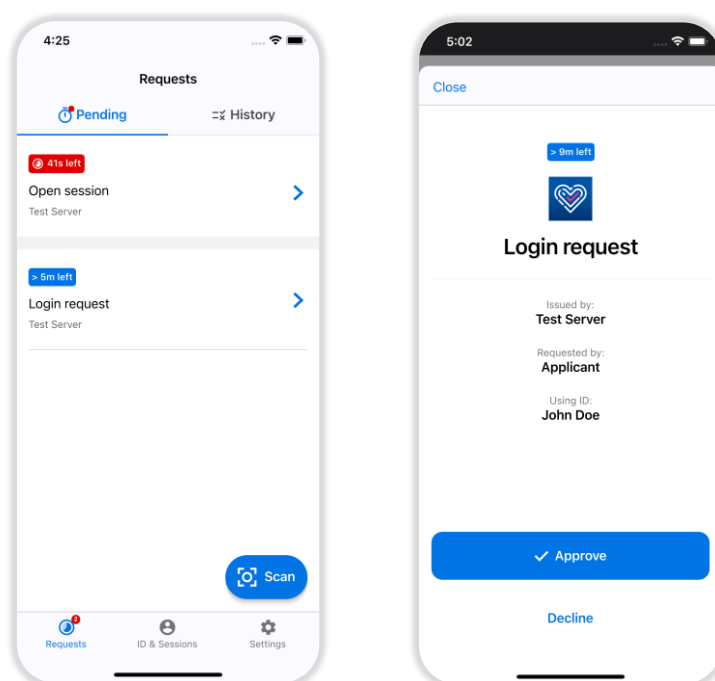 4:25
Requests
Pending
History
41s left
Open session
Test Server
> 5m left
Login request
Test Server
Scan
2
Requests
ID & Sessions
Settings
5:02
Close
> 9m left
Login request
Issued by:
Test Server
Requested by:
Applicant
Using ID:
John Doe
Approve
Decline